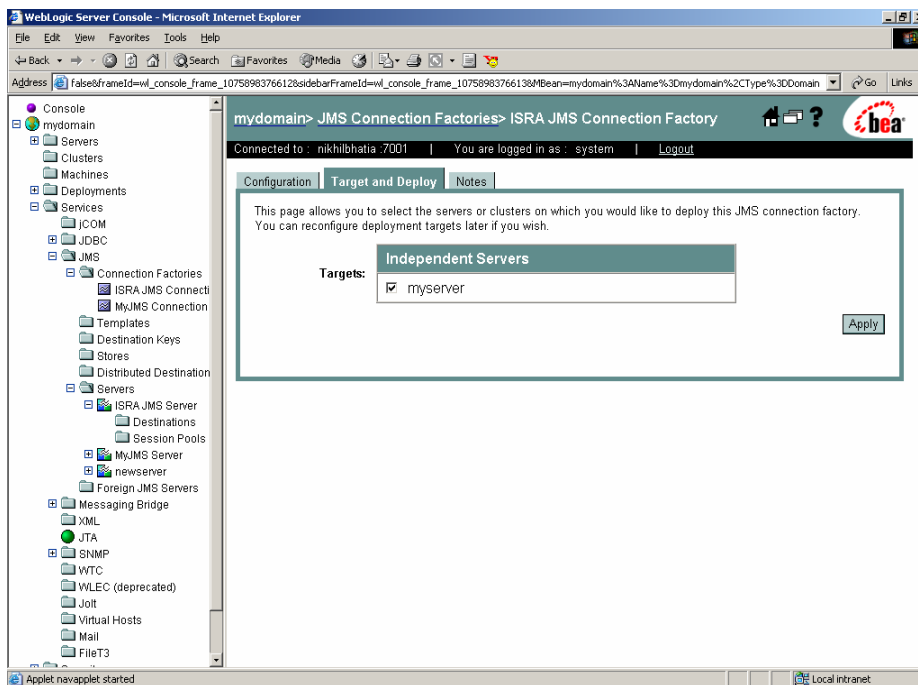 WebLogic Server Console - Microsoft Internet Explorer
File Edit View Favorites Tools Help
Back Search Favorites Media
Address false&frameId=wl_console_frame_1075898376612&sidebarFrameId=wl_console_frame_1075898376613&MBean=mydomain%3AName%3Dmydomain%2CType%3DDomain Go Links
Console
mydomain
Servers
Clusters
Machines
Deployments
Services
jCOM
JDBC
JMS
Connection Factories
ISRA JMS Connecti
MyJMS Connection
Templates
Destination Keys
Stores
Distributed Destination
Servers
ISRA JMS Server
Destinations
Session Pools
MyJMS Server
newserver
Foreign JMS Servers
Messaging Bridge
XML
JTA
SNMP
WTC
WLEC (deprecated)
Jolt
Virtual Hosts
Mail
FileT3
mydomain> JMS Connection Factories> ISRA JMS Connection Factory
? bea
Connected to : nikhilbhatia :7001 | You are logged in as : system | Logout
Configuration Target and Deploy Notes
This page allows you to select the servers or clusters on which you would like to deploy this JMS connection factory.
You can reconfigure deployment targets later if you wish.
Targets:
Independent Servers
myserver
Apply
Applet navapplet started
Local intranet